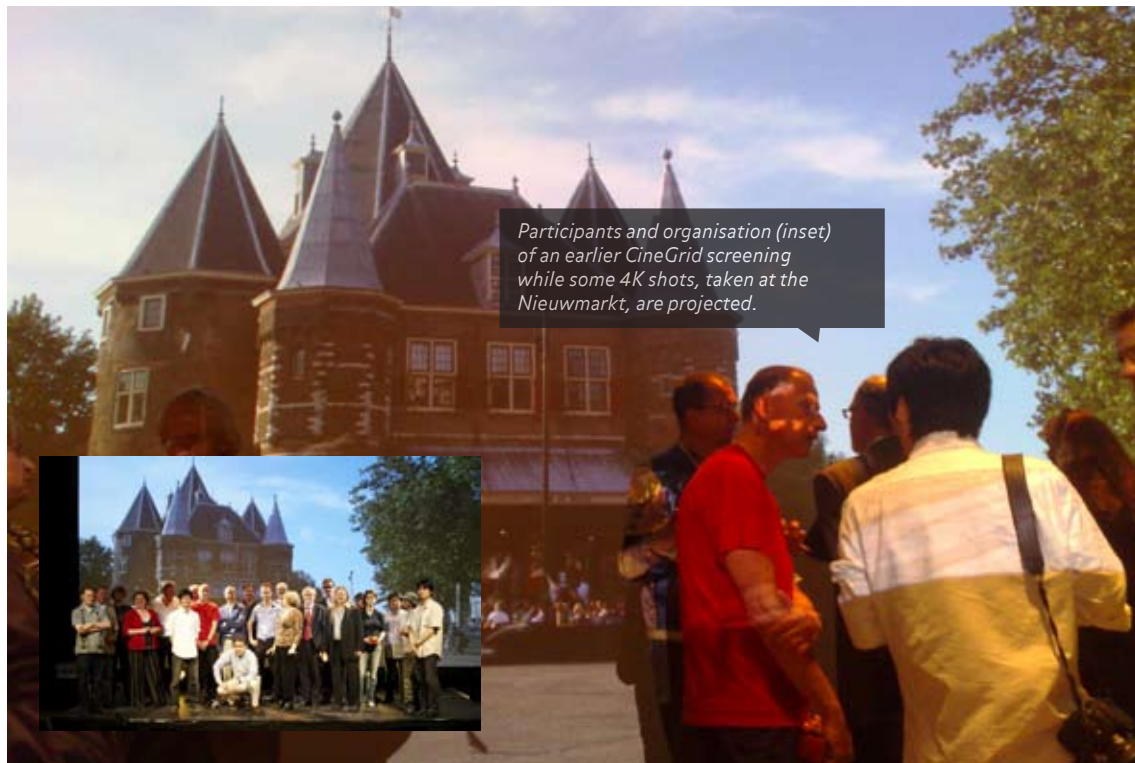 Participants and organisation (inset)
of an earlier CineGrid screening
while some 4K shots, taken at the
Nieuwmarkt, are projected.